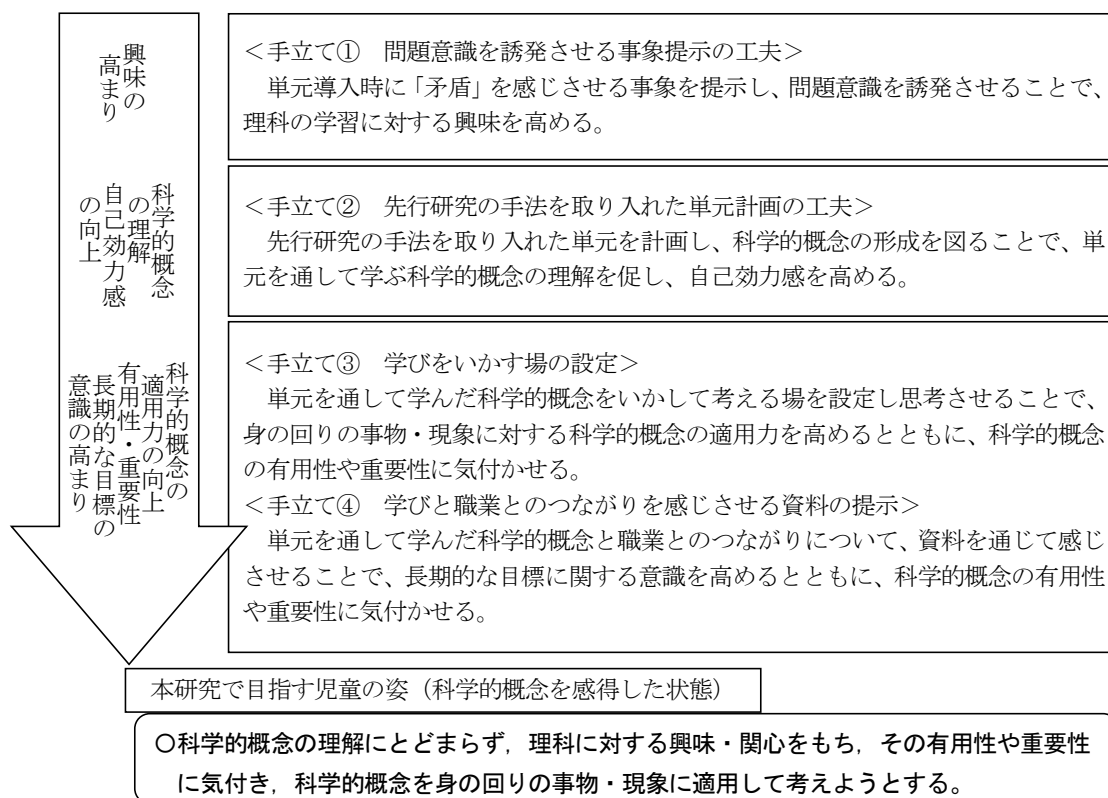 興味の
高まり
＜手立て①　問題意識を誘発させる事象提示の工夫＞
　単元導入時に「矛盾」を感じさせる事象を提示し、問題意識を誘発させることで、
理科の学習に対する興味を高める。
科学的概念
の理解
自己効力感
の向上
＜手立て②　先行研究の手法を取り入れた単元計画の工夫＞
　先行研究の手法を取り入れた単元を計画し、科学的概念の形成を図ることで、単
元を通して学ぶ科学的概念の理解を促し、自己効力感を高める。
科学的概念の
適用力の向上
有用性・重要性
長期的な目標の
意識の高まり
＜手立て③　学びをいかす場の設定＞
　単元を通して学んだ科学的概念をいかして考える場を設定し思考させることで、
身の回りの事物・現象に対する科学的概念の適用力を高めるとともに、科学的概念
の有用性や重要性に気付かせる。
＜手立て④　学びと職業とのつながりを感じさせる資料の提示＞
　単元を通して学んだ科学的概念と職業とのつながりについて、資料を通じて感じ
させることで、長期的な目標に関する意識を高めるとともに、科学的概念の有用性
や重要性に気付かせる。
本研究で目指す児童の姿（科学的概念を感得した状態）
○科学的概念の理解にとどまらず，理科に対する興味・関心をもち，その有用性や重要性
に気付き，科学的概念を身の回りの事物・現象に適用して考えようとする。